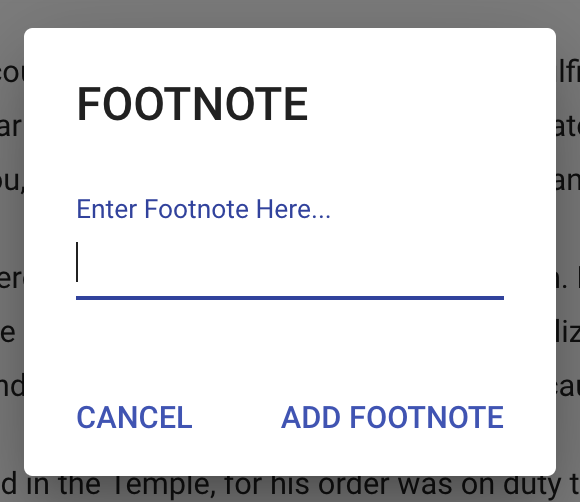 FOOTNOTE
Enter Footnote Here...
CANCEL
ADD FOOTNOTE
d in the Temple, for his order was on duty t